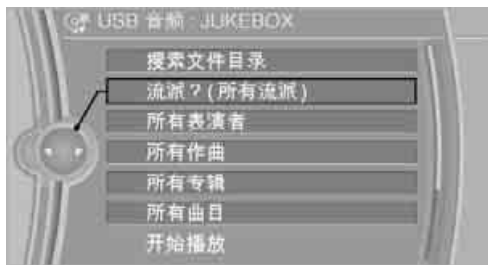 USB 音频 : JUKEBOX
搜索文件目录
流派？(所有流派)
所有表演者
所有作曲
所有专辑
所有曲目
开始播放